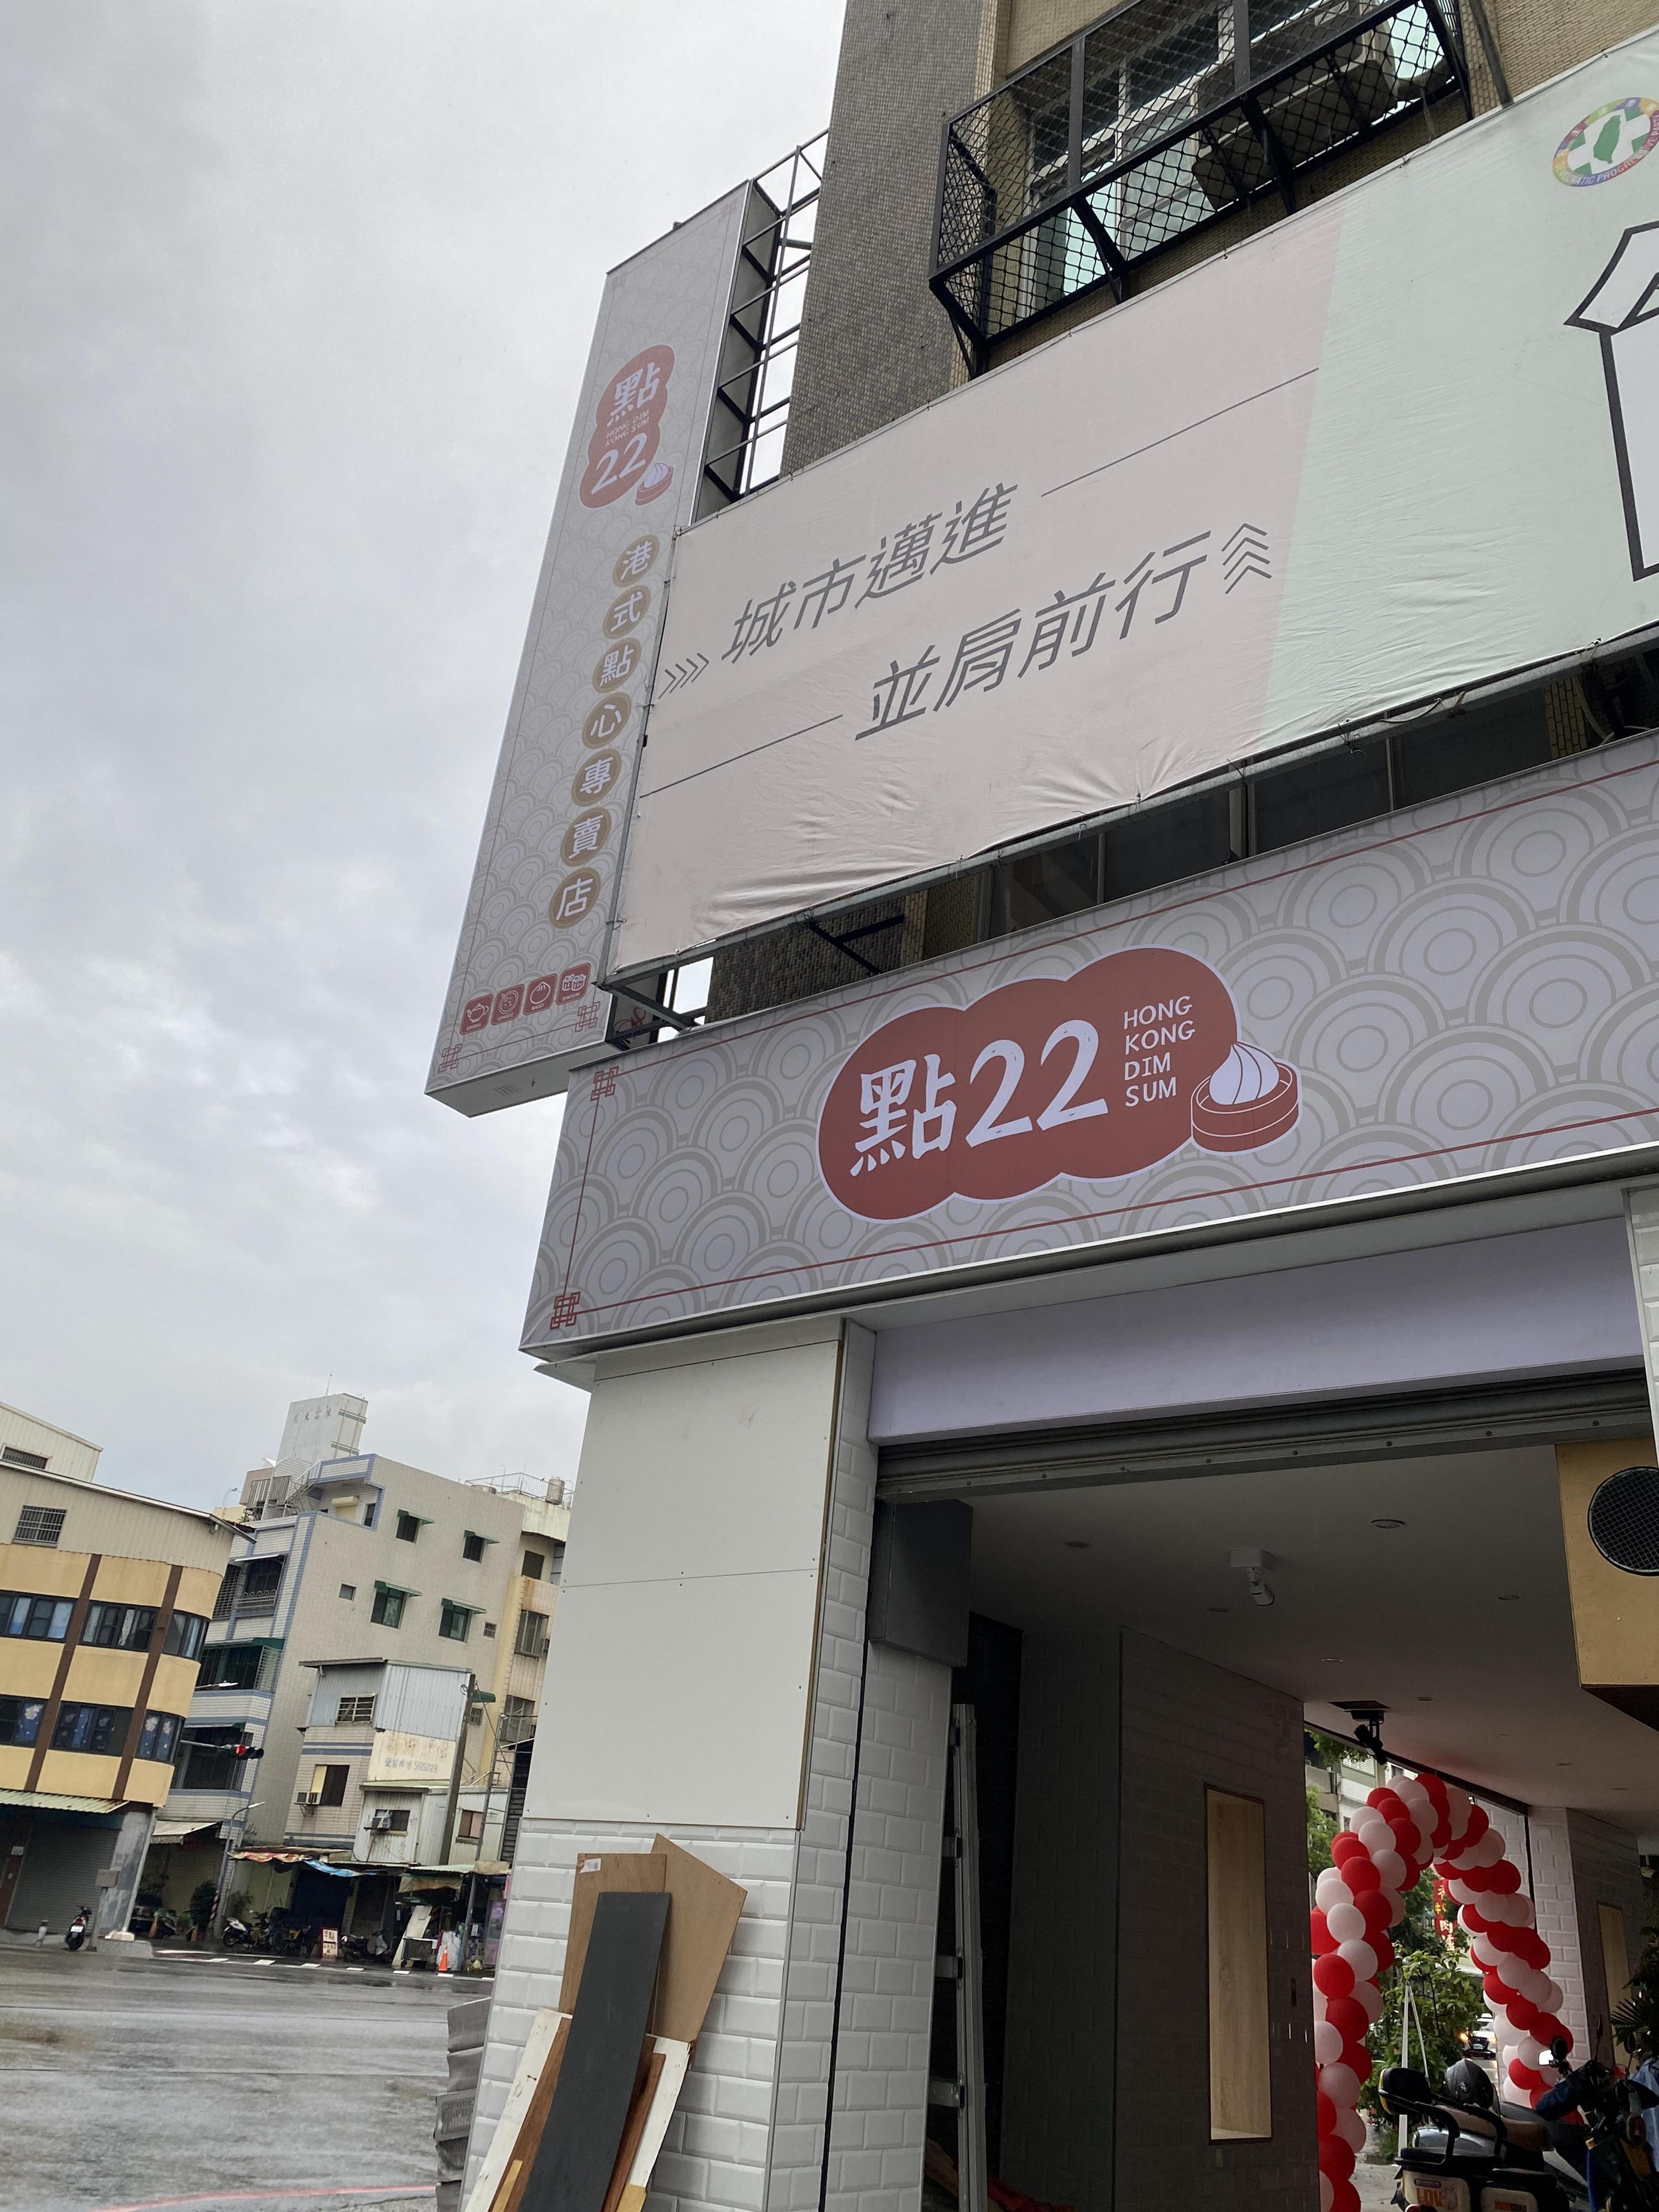 點
HONG DIM
KONG SUM
22
港式點心專賣店
城市邁進
並肩前行
點22
HONG
KONG
DIM
SUM